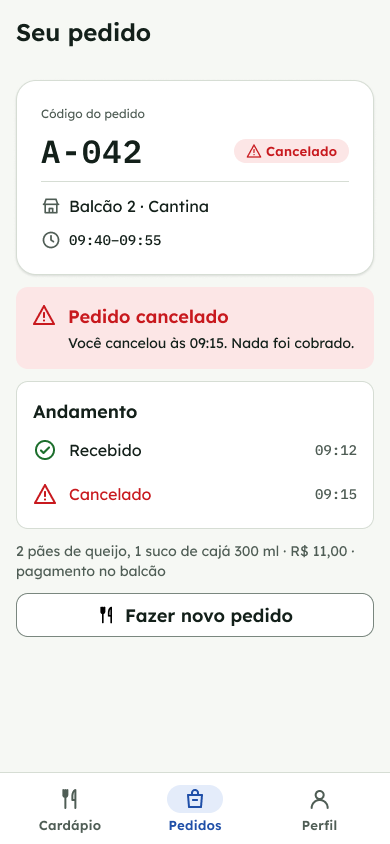 Seu pedido
Código do pedido
A-042
Cancelado
Balcão 2 · Cantina
09:40–09:55
Pedido cancelado
Você cancelou às 09:15. Nada foi cobrado.
Andamento
Recebido 09:12
Cancelado 09:15
2 pães de queijo, 1 suco de cajá 300 ml · R$ 11,00 ·
pagamento no balcão
Fazer novo pedido
Cardápio Pedidos Perfil